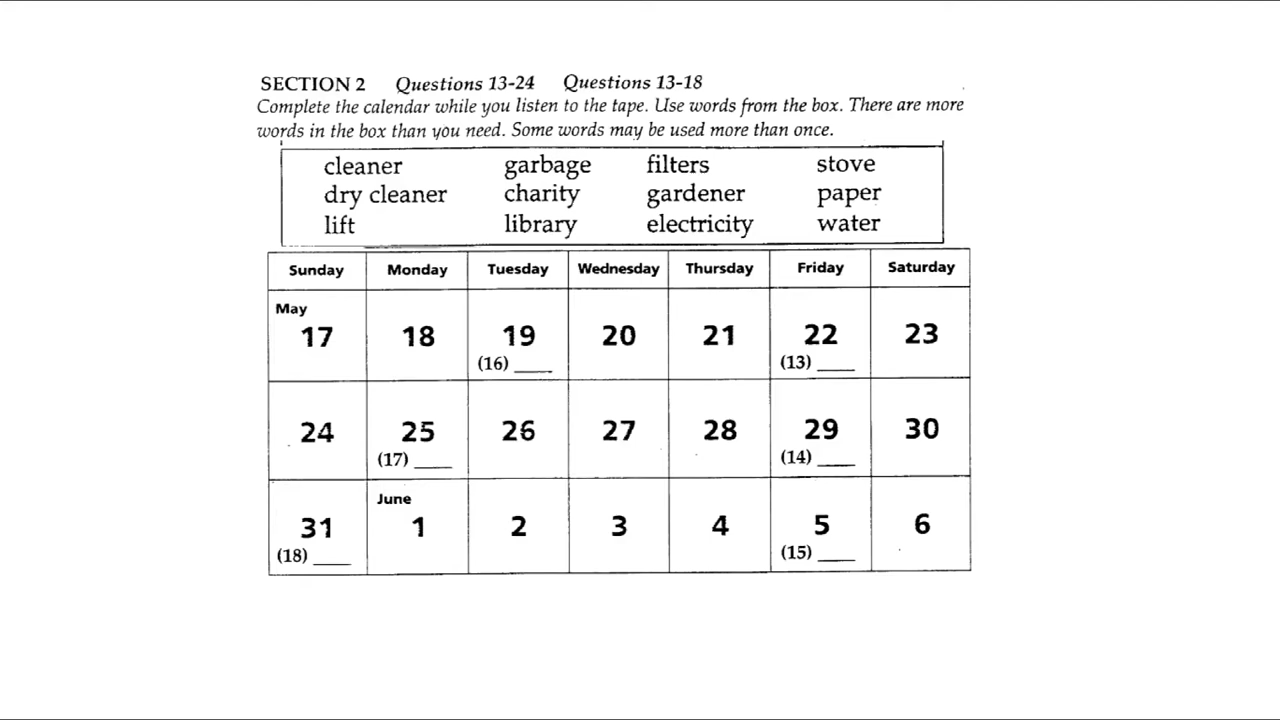 SECTION 2 Questions 13-24 Questions 13-18
Complete the calendar while you listen to the tape. Use words from the box. There are more
words in the box than you need. Some words may be used more than once.
cleaner garbage filters stove
dry cleaner charity gardener paper
lift library electricity water
Sunday Monday Tuesday Wednesday Thursday Friday Saturday
May
17 18 19 20 21 22 23
(16) ____ (13) ____
24 25 26 27 28 29 30
(17) ____ (14) ____
June
31 1 2 3 4 5 6
(18) ____ (15) ____